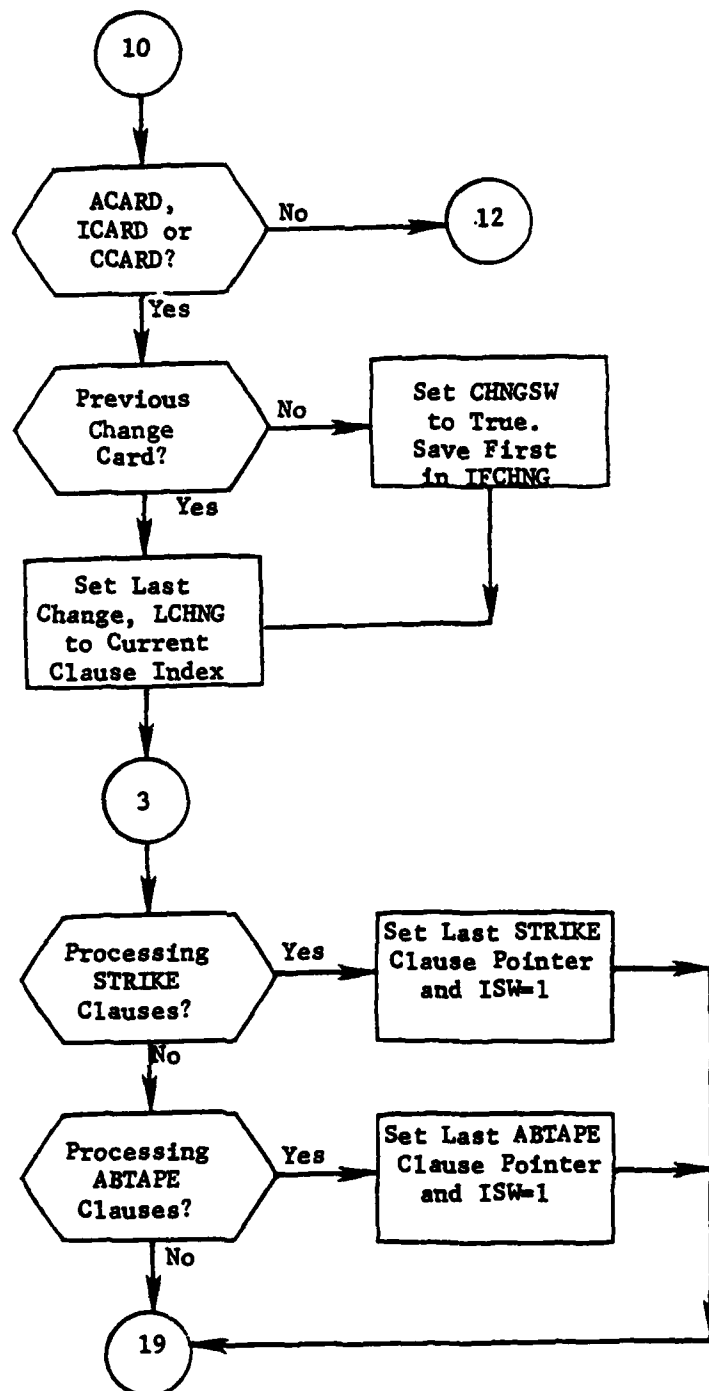 10
ACARD,
ICARD or
CCARD?
No
12
Yes
Previous
Change
Card?
No
Set CHNGSW
to True.
Save First
in IFCHNG
Yes
Set Last
Change, LCHNG
to Current
Clause Index
3
Processing
STRIKE
Clauses?
Yes
Set Last STRIKE
Clause Pointer
and ISW=1
No
Processing
ABTAPE
Clauses?
Yes
Set Last ABTAPE
Clause Pointer
and ISW=1
No
19